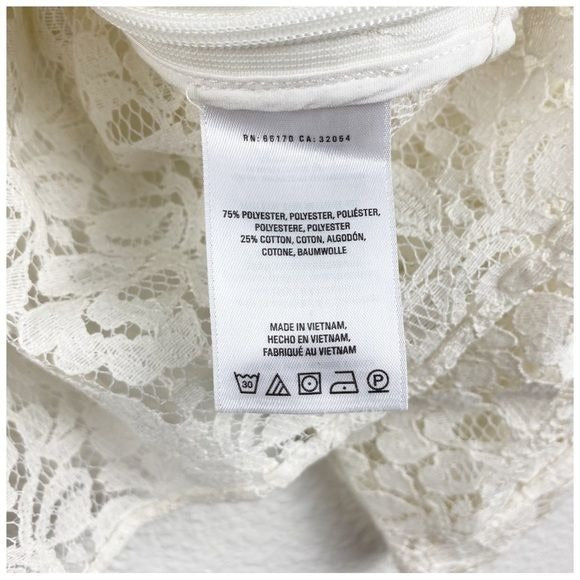 RN: 66170 CA: 32054
75% POLYESTER, POLYESTER, POLIÉSTER,
POLYESTERE, POLYESTER
25% COTTON, COTON, ALGODÓN,
COTONE, BAUMWOLLE
MADE IN VIETNAM,
HECHO EN VIETNAM,
FABRIQUÉ AU VIETNAM
30 P